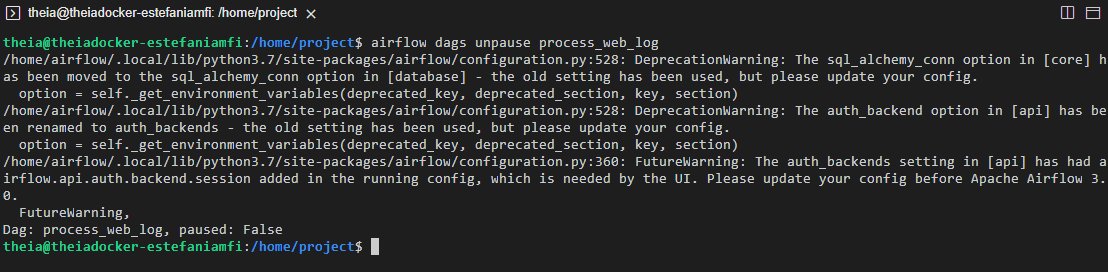 theia@theiadocker-estefaniamfi: /home/project
theia@theiadocker-estefaniamfi:/home/project$ airflow dags unpause process_web_log
/home/airflow/.local/lib/python3.7/site-packages/airflow/configuration.py:528: DeprecationWarning: The sql_alchemy_conn option in [core] h
as been moved to the sql_alchemy_conn option in [database] - the old setting has been used, but please update your config.
  option = self._get_environment_variables(deprecated_key, deprecated_section, key, section)
/home/airflow/.local/lib/python3.7/site-packages/airflow/configuration.py:528: DeprecationWarning: The auth_backend option in [api] has be
en renamed to auth_backends - the old setting has been used, but please update your config.
  option = self._get_environment_variables(deprecated_key, deprecated_section, key, section)
/home/airflow/.local/lib/python3.7/site-packages/airflow/configuration.py:360: FutureWarning: The auth_backends setting in [api] has had a
irflow.api.auth.backend.session added in the running config, which is needed by the UI. Please update your config before Apache Airflow 3.
0.
  FutureWarning,
Dag: process_web_log, paused: False
theia@theiadocker-estefaniamfi:/home/project$